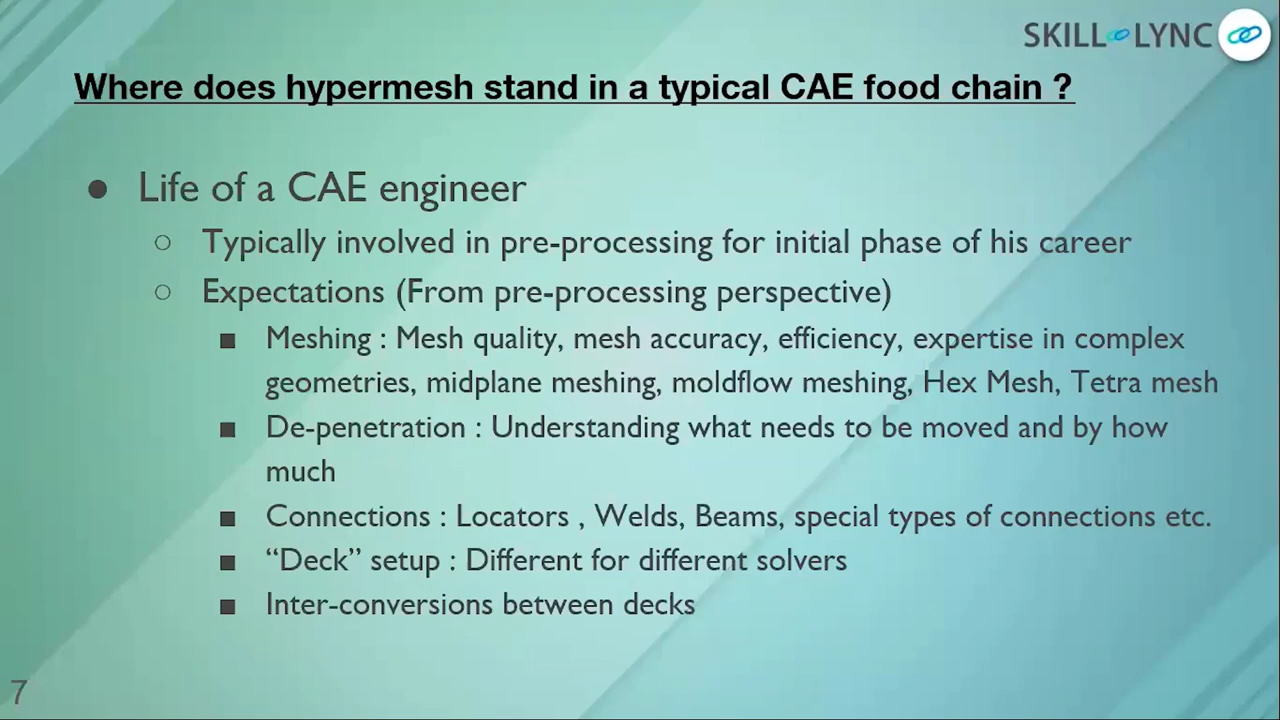 SKILL LYNC
Where does hypermesh stand in a typical CAE food chain ?
● Life of a CAE engineer
○ Typically involved in pre-processing for initial phase of his career
○ Expectations (From pre-processing perspective)
■ Meshing : Mesh quality, mesh accuracy, efficiency, expertise in complex
geometries, midplane meshing, moldflow meshing, Hex Mesh, Tetra mesh
■ De-penetration : Understanding what needs to be moved and by how
much
■ Connections : Locators , Welds, Beams, special types of connections etc.
■ “Deck” setup : Different for different solvers
■ Inter-conversions between decks
7